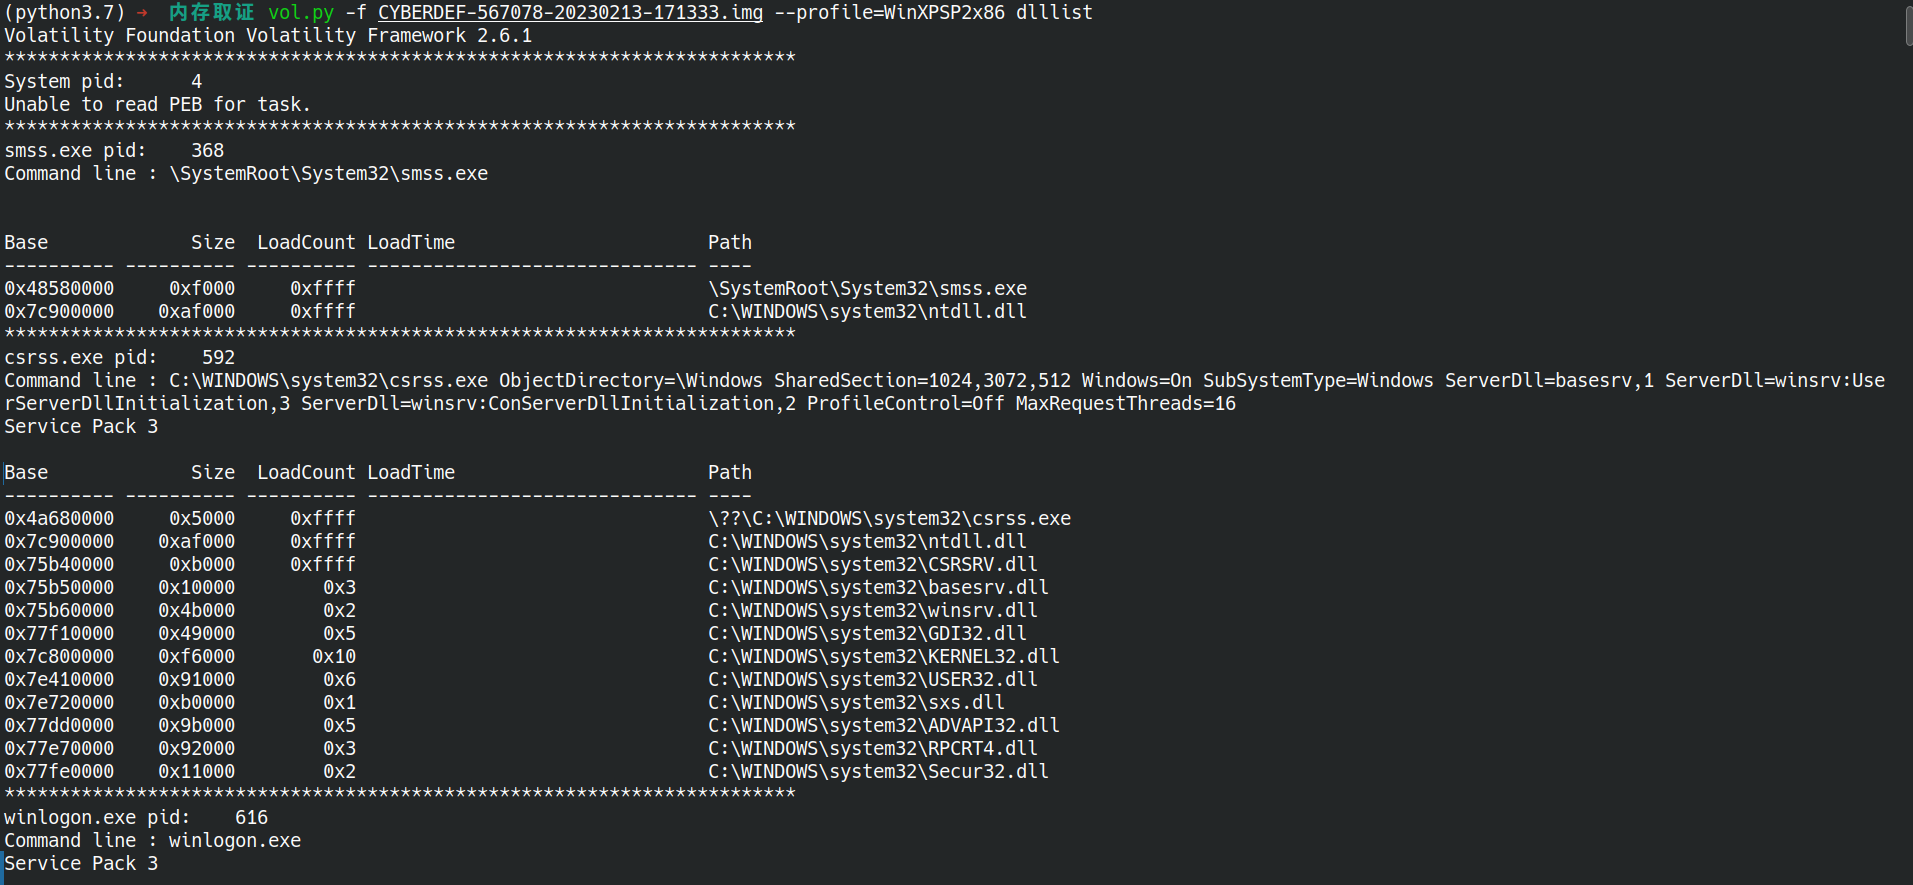 (python3.7) → 内存取证 vol.py -f CYBERDEF-567078-20230213-171333.img --profile=WinXPSP2x86 dlllist
Volatility Foundation Volatility Framework 2.6.1
************************************************************************
System pid:      4
Unable to read PEB for task.
************************************************************************
smss.exe pid:    368
Command line : \SystemRoot\System32\smss.exe
Base             Size  LoadCount LoadTime                       Path
---------- ---------- ---------- ------------------------------ ----
0x48580000     0xf000     0xffff                                \SystemRoot\System32\smss.exe
0x7c900000    0xaf000     0xffff                                C:\WINDOWS\system32\ntdll.dll
************************************************************************
csrss.exe pid:    592
Command line : C:\WINDOWS\system32\csrss.exe ObjectDirectory=\Windows SharedSection=1024,3072,512 Windows=On SubSystemType=Windows ServerDll=basesrv,1 ServerDll=winsrv:Use
rServerDllInitialization,3 ServerDll=winsrv:ConServerDllInitialization,2 ProfileControl=Off MaxRequestThreads=16
Service Pack 3
Base             Size  LoadCount LoadTime                       Path
---------- ---------- ---------- ------------------------------ ----
0x4a680000     0x5000     0xffff                                \??\C:\WINDOWS\system32\csrss.exe
0x7c900000    0xaf000     0xffff                                C:\WINDOWS\system32\ntdll.dll
0x75b40000     0xb000     0xffff                                C:\WINDOWS\system32\CSRSRV.dll
0x75b50000    0x10000        0x3                                C:\WINDOWS\system32\basesrv.dll
0x75b60000    0x4b000        0x2                                C:\WINDOWS\system32\winsrv.dll
0x77f10000    0x49000        0x5                                C:\WINDOWS\system32\GDI32.dll
0x7c800000    0xf6000       0x10                                C:\WINDOWS\system32\KERNEL32.dll
0x7e410000    0x91000        0x6                                C:\WINDOWS\system32\USER32.dll
0x7e720000    0xb0000        0x1                                C:\WINDOWS\system32\sxs.dll
0x77dd0000    0x9b000        0x5                                C:\WINDOWS\system32\ADVAPI32.dll
0x77e70000    0x92000        0x3                                C:\WINDOWS\system32\RPCRT4.dll
0x77fe0000    0x11000        0x2                                C:\WINDOWS\system32\Secur32.dll
************************************************************************
winlogon.exe pid:    616
Command line : winlogon.exe
Service Pack 3